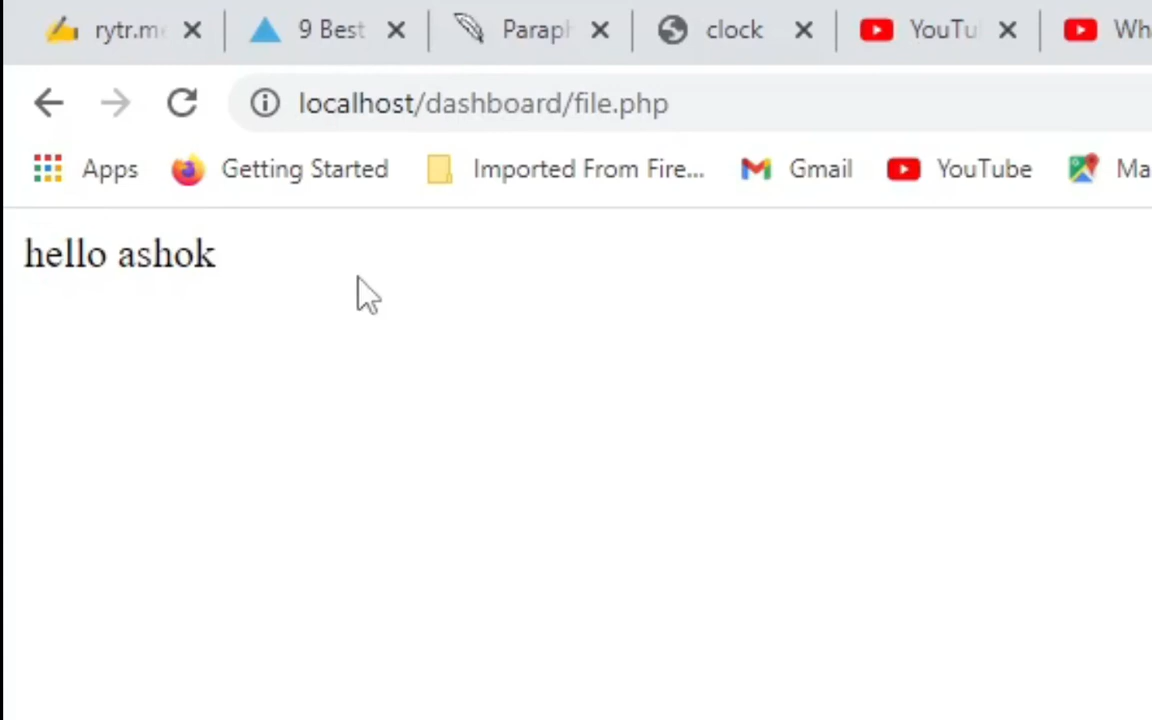 rytr.m 9 Best Parap clock YouTu Wh
localhost/dashboard/file.php
Apps Getting Started Imported From Fire... Gmail YouTube Ma
hello ashok